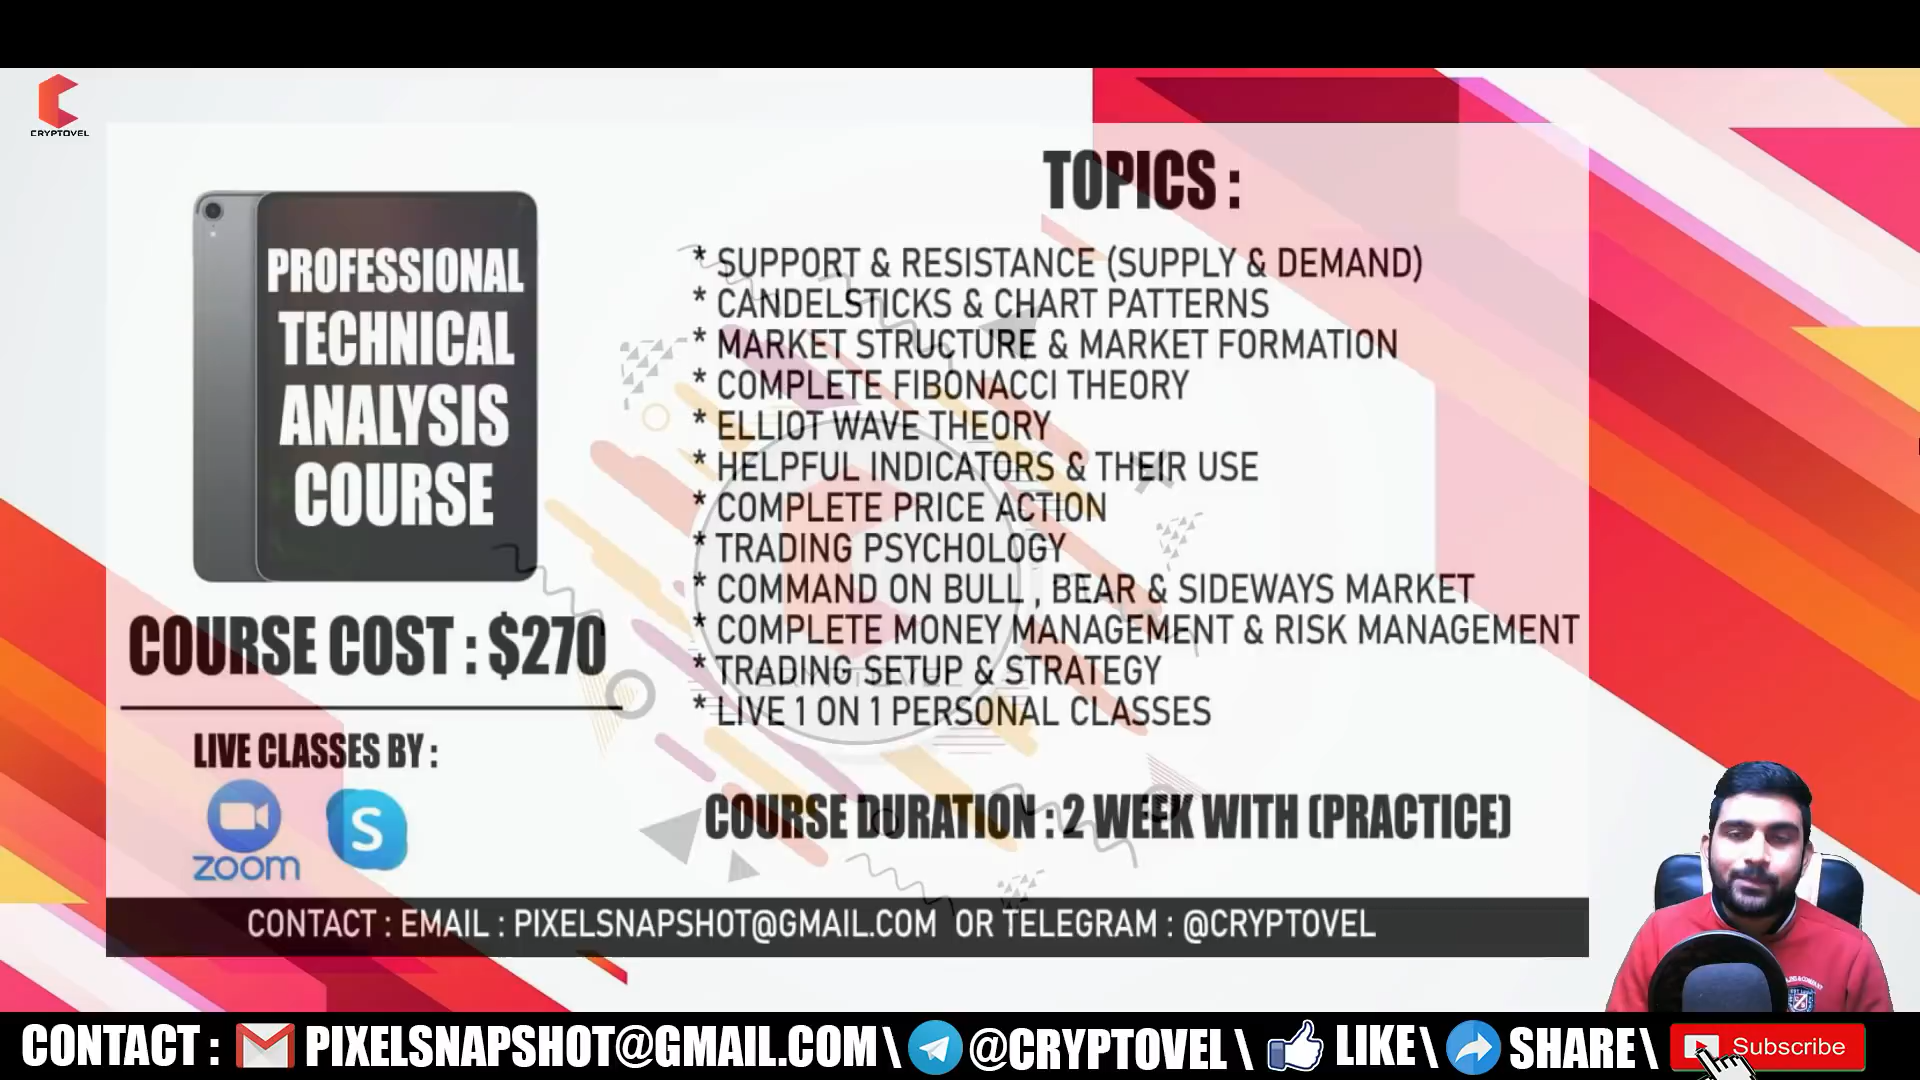 CRYPTOVEL
PROFESSIONAL
TECHNICAL
ANALYSIS
COURSE
COURSE COST : $270
LIVE CLASSES BY :
zoom
S
TOPICS :
* SUPPORT & RESISTANCE (SUPPLY & DEMAND)
* CANDELSTICKS & CHART PATTERNS
* MARKET STRUCTURE & MARKET FORMATION
* COMPLETE FIBONACCI THEORY
* ELLIOT WAVE THEORY
* HELPFUL INDICATORS & THEIR USE
* COMPLETE PRICE ACTION
* TRADING PSYCHOLOGY
* COMMAND ON BULL , BEAR & SIDEWAYS MARKET
* COMPLETE MONEY MANAGEMENT & RISK MANAGEMENT
* TRADING SETUP & STRATEGY
* LIVE 1 ON 1 PERSONAL CLASSES
COURSE DURATION : 2 WEEK WITH (PRACTICE)
CONTACT : EMAIL : PIXELSNAPSHOT@GMAIL.COM OR TELEGRAM : @CRYPTOVEL
CONTACT : PIXELSNAPSHOT@GMAIL.COM \ @CRYPTOVEL \ LIKE \ SHARE \ Subscribe